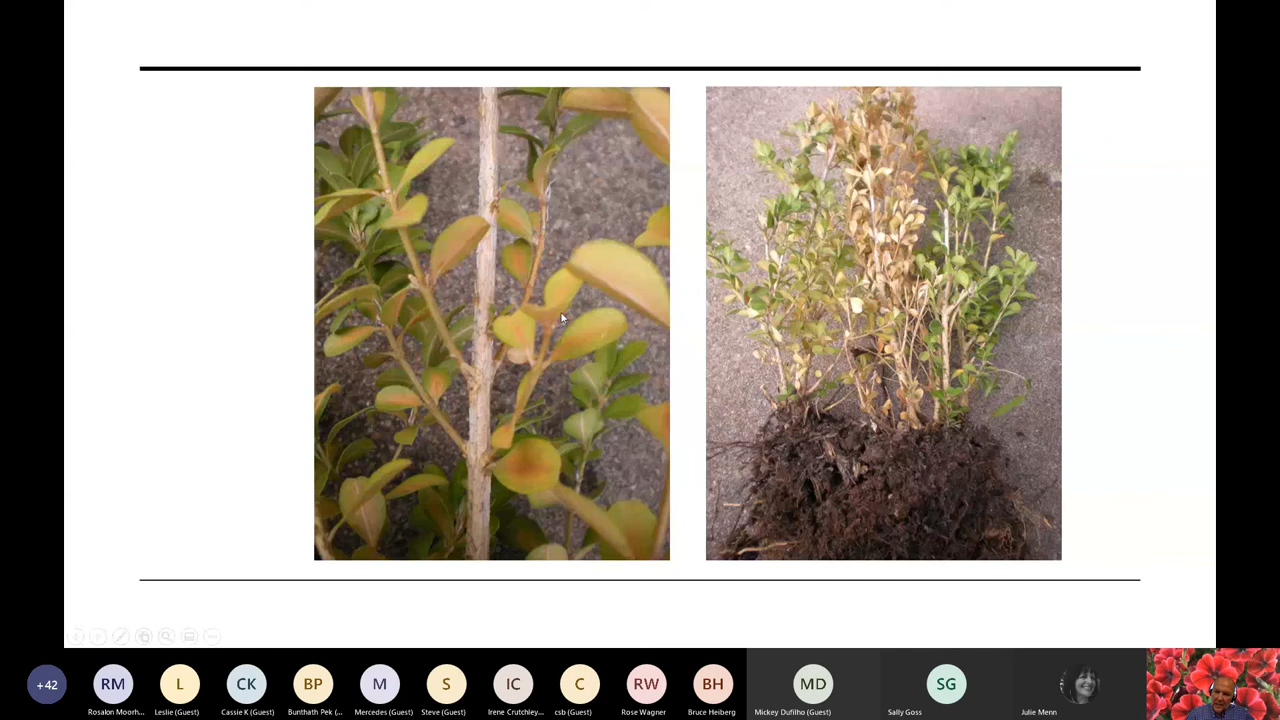 +42
RM
L
CK
BP
M
S
IC
C
RW
BH
MD
SG
Rosalon Moorh...
Leslie (Guest)
Cassie K (Guest)
Bunthath Pek (...
Mercedes (Guest)
Steve (Guest)
Irene Crutchley...
csb (Guest)
Rose Wagner
Bruce Heiberg
Mickey Dufilho (Guest)
Sally Goss
Julie Menn